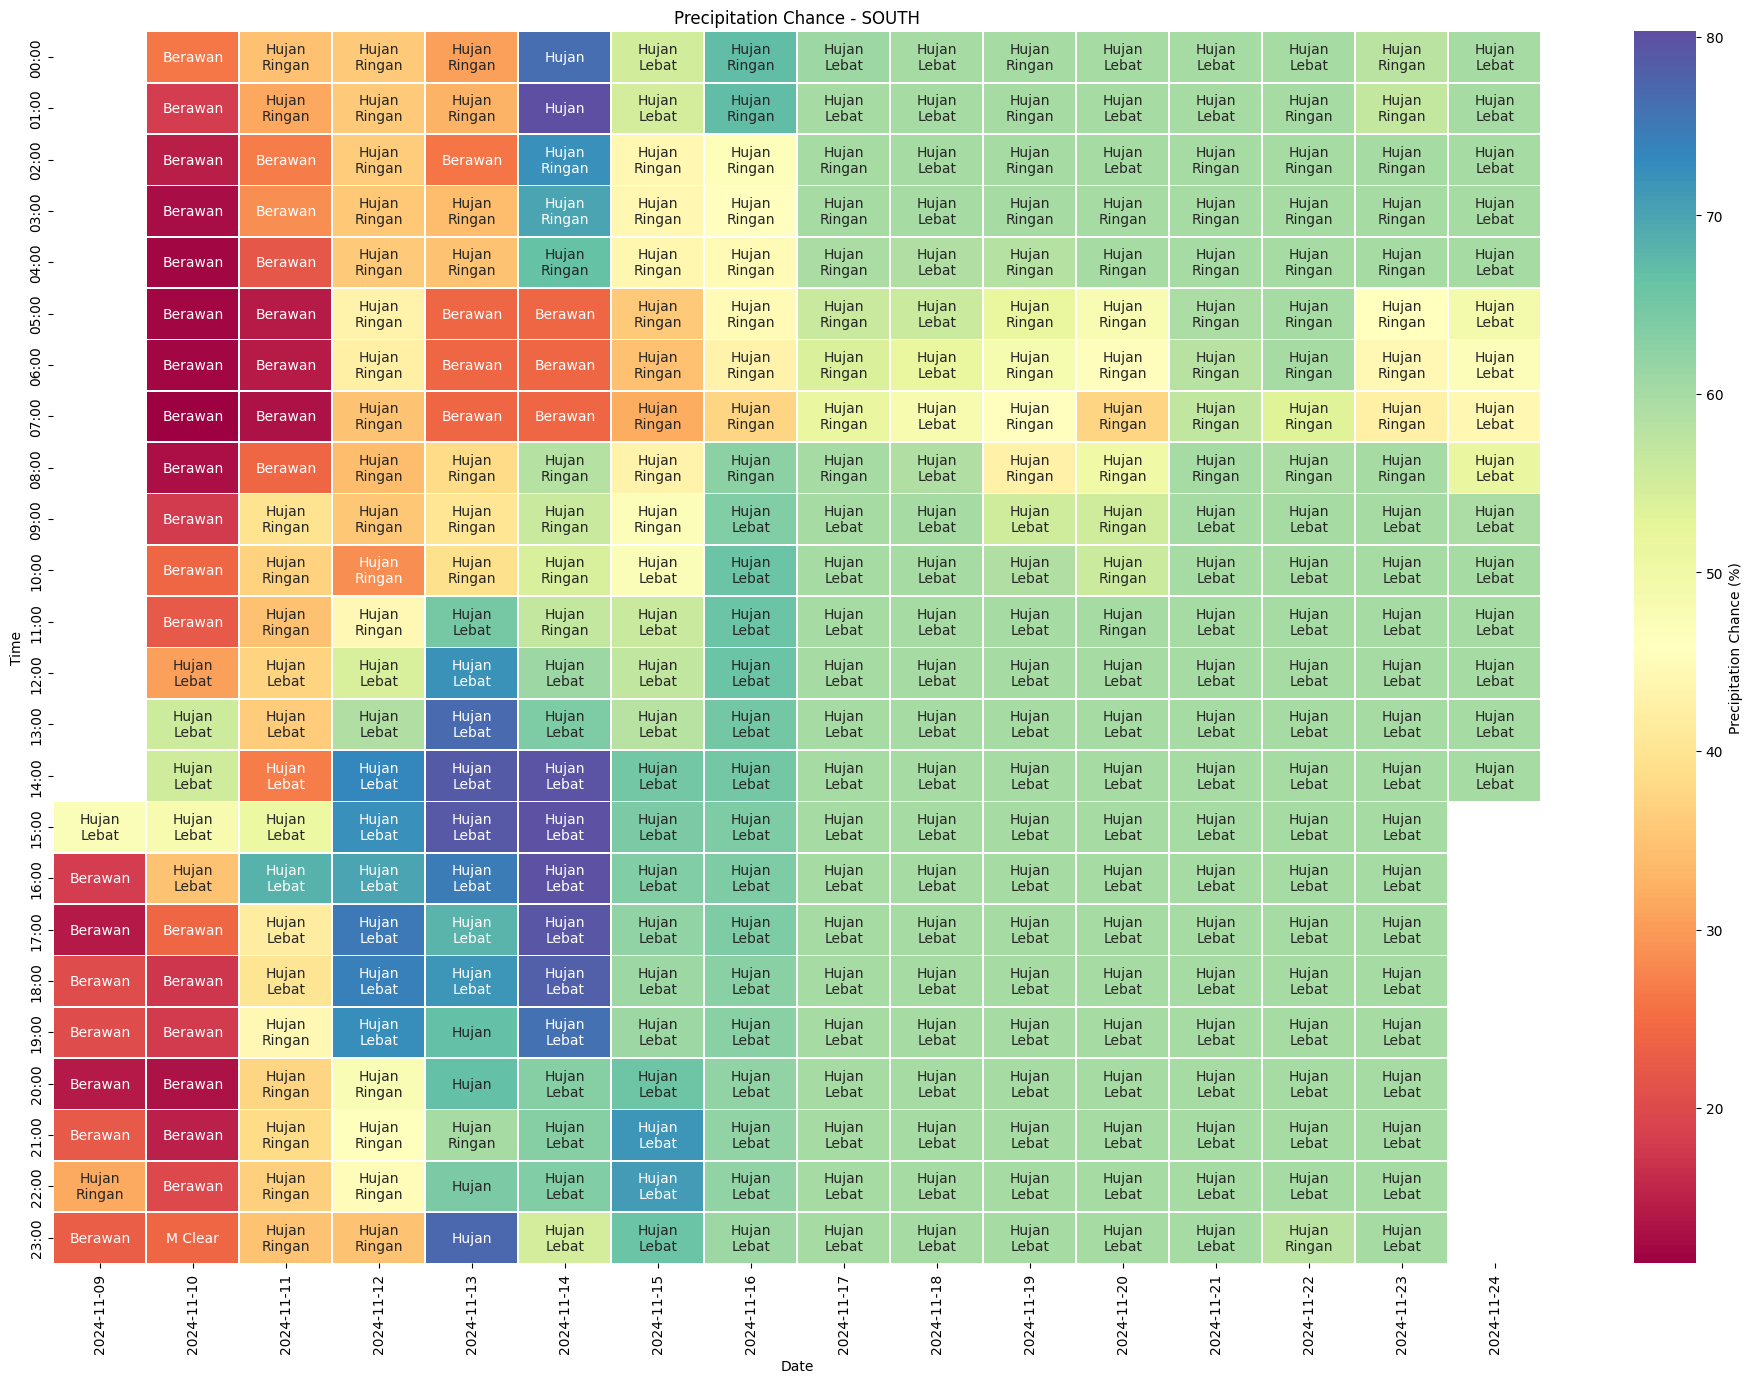 Precipitation Chance - SOUTH
00:00 Berawan Hujan Ringan Hujan Ringan Hujan Ringan Hujan Hujan Lebat Hujan Ringan Hujan Lebat Hujan Lebat Hujan Ringan Hujan Lebat Hujan Lebat Hujan Lebat Hujan Ringan Hujan Lebat
01:00 Berawan Hujan Ringan Hujan Ringan Hujan Ringan Hujan Hujan Lebat Hujan Ringan Hujan Lebat Hujan Lebat Hujan Ringan Hujan Lebat Hujan Lebat Hujan Ringan Hujan Ringan Hujan Lebat
02:00 Berawan Berawan Hujan Ringan Berawan Hujan Ringan Hujan Ringan Hujan Ringan Hujan Ringan Hujan Lebat Hujan Ringan Hujan Lebat Hujan Ringan Hujan Ringan Hujan Ringan Hujan Lebat
03:00 Berawan Berawan Hujan Ringan Hujan Ringan Hujan Ringan Hujan Ringan Hujan Ringan Hujan Ringan Hujan Lebat Hujan Ringan Hujan Ringan Hujan Ringan Hujan Ringan Hujan Ringan Hujan Lebat
04:00 Berawan Berawan Hujan Ringan Hujan Ringan Hujan Ringan Hujan Ringan Hujan Ringan Hujan Ringan Hujan Lebat Hujan Ringan Hujan Ringan Hujan Ringan Hujan Ringan Hujan Ringan Hujan Lebat
05:00 Berawan Berawan Hujan Ringan Berawan Berawan Hujan Ringan Hujan Ringan Hujan Ringan Hujan Lebat Hujan Ringan Hujan Ringan Hujan Ringan Hujan Ringan Hujan Ringan Hujan Lebat
06:00 Berawan Berawan Hujan Ringan Berawan Berawan Hujan Ringan Hujan Ringan Hujan Ringan Hujan Lebat Hujan Ringan Hujan Ringan Hujan Ringan Hujan Ringan Hujan Ringan Hujan Lebat
07:00 Berawan Berawan Hujan Ringan Berawan Berawan Hujan Ringan Hujan Ringan Hujan Ringan Hujan Lebat Hujan Ringan Hujan Ringan Hujan Ringan Hujan Ringan Hujan Ringan Hujan Lebat
08:00 Berawan Berawan Hujan Ringan Hujan Ringan Hujan Ringan Hujan Ringan Hujan Ringan Hujan Ringan Hujan Lebat Hujan Ringan Hujan Ringan Hujan Ringan Hujan Ringan Hujan Ringan Hujan Lebat
09:00 Berawan Hujan Ringan Hujan Ringan Hujan Ringan Hujan Ringan Hujan Ringan Hujan Lebat Hujan Lebat Hujan Lebat Hujan Lebat Hujan Ringan Hujan Lebat Hujan Lebat Hujan Lebat Hujan Lebat
10:00 Berawan Hujan Ringan Hujan Ringan Hujan Ringan Hujan Ringan Hujan Lebat Hujan Lebat Hujan Lebat Hujan Lebat Hujan Lebat Hujan Ringan Hujan Lebat Hujan Lebat Hujan Lebat Hujan Lebat
11:00 Berawan Hujan Ringan Hujan Ringan Hujan Lebat Hujan Ringan Hujan Lebat Hujan Lebat Hujan Lebat Hujan Lebat Hujan Lebat Hujan Ringan Hujan Lebat Hujan Lebat Hujan Lebat Hujan Lebat
12:00 Hujan Lebat Hujan Lebat Hujan Lebat Hujan Lebat Hujan Lebat Hujan Lebat Hujan Lebat Hujan Lebat Hujan Lebat Hujan Lebat Hujan Lebat Hujan Lebat Hujan Lebat Hujan Lebat Hujan Lebat
13:00 Hujan Lebat Hujan Lebat Hujan Lebat Hujan Lebat Hujan Lebat Hujan Lebat Hujan Lebat Hujan Lebat Hujan Lebat Hujan Lebat Hujan Lebat Hujan Lebat Hujan Lebat Hujan Lebat Hujan Lebat
14:00 Hujan Lebat Hujan Lebat Hujan Lebat Hujan Lebat Hujan Lebat Hujan Lebat Hujan Lebat Hujan Lebat Hujan Lebat Hujan Lebat Hujan Lebat Hujan Lebat Hujan Lebat Hujan Lebat Hujan Lebat
15:00 Hujan Lebat Hujan Lebat Hujan Lebat Hujan Lebat Hujan Lebat Hujan Lebat Hujan Lebat Hujan Lebat Hujan Lebat Hujan Lebat Hujan Lebat Hujan Lebat Hujan Lebat Hujan Lebat Hujan Lebat
16:00 Berawan Hujan Lebat Hujan Lebat Hujan Lebat Hujan Lebat Hujan Lebat Hujan Lebat Hujan Lebat Hujan Lebat Hujan Lebat Hujan Lebat Hujan Lebat Hujan Lebat Hujan Lebat Hujan Lebat
17:00 Berawan Berawan Hujan Lebat Hujan Lebat Hujan Lebat Hujan Lebat Hujan Lebat Hujan Lebat Hujan Lebat Hujan Lebat Hujan Lebat Hujan Lebat Hujan Lebat Hujan Lebat Hujan Lebat
18:00 Berawan Berawan Hujan Lebat Hujan Lebat Hujan Lebat Hujan Lebat Hujan Lebat Hujan Lebat Hujan Lebat Hujan Lebat Hujan Lebat Hujan Lebat Hujan Lebat Hujan Lebat Hujan Lebat
19:00 Berawan Berawan Hujan Ringan Hujan Lebat Hujan Hujan Lebat Hujan Lebat Hujan Lebat Hujan Lebat Hujan Lebat Hujan Lebat Hujan Lebat Hujan Lebat Hujan Lebat Hujan Lebat
20:00 Berawan Berawan Hujan Ringan Hujan Ringan Hujan Hujan Lebat Hujan Lebat Hujan Lebat Hujan Lebat Hujan Lebat Hujan Lebat Hujan Lebat Hujan Lebat Hujan Lebat Hujan Lebat
21:00 Berawan Berawan Hujan Ringan Hujan Ringan Hujan Ringan Hujan Lebat Hujan Lebat Hujan Lebat Hujan Lebat Hujan Lebat Hujan Lebat Hujan Lebat Hujan Lebat Hujan Lebat Hujan Lebat
22:00 Hujan Ringan Berawan Hujan Ringan Hujan Ringan Hujan Hujan Lebat Hujan Lebat Hujan Lebat Hujan Lebat Hujan Lebat Hujan Lebat Hujan Lebat Hujan Lebat Hujan Lebat Hujan Lebat
23:00 Berawan M Clear Hujan Ringan Hujan Ringan Hujan Hujan Lebat Hujan Lebat Hujan Lebat Hujan Lebat Hujan Lebat Hujan Lebat Hujan Lebat Hujan Lebat Hujan Ringan Hujan Lebat
2024-11-09 2024-11-10 2024-11-11 2024-11-12 2024-11-13 2024-11-14 2024-11-15 2024-11-16 2024-11-17 2024-11-18 2024-11-19 2024-11-20 2024-11-21 2024-11-22 2024-11-23 2024-11-24
Time
Date
80
70
60
50
40
30
20
Precipitation Chance (%)